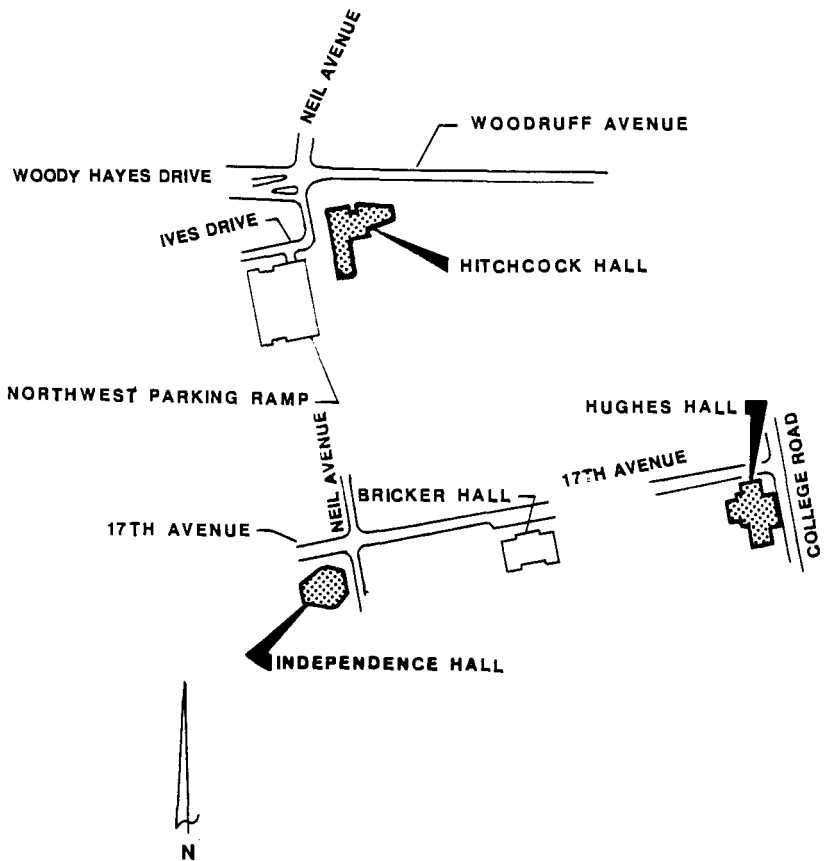 NEIL AVENUE
WOODRUFF AVENUE
WOODY HAYES DRIVE
IVES DRIVE
HITCHCOCK HALL
NORTHWEST PARKING RAMP
HUGHES HALL
NEIL AVENUE
17TH AVENUE
COLLEGE ROAD
BRICKER HALL
17TH AVENUE
INDEPENDENCE HALL
N